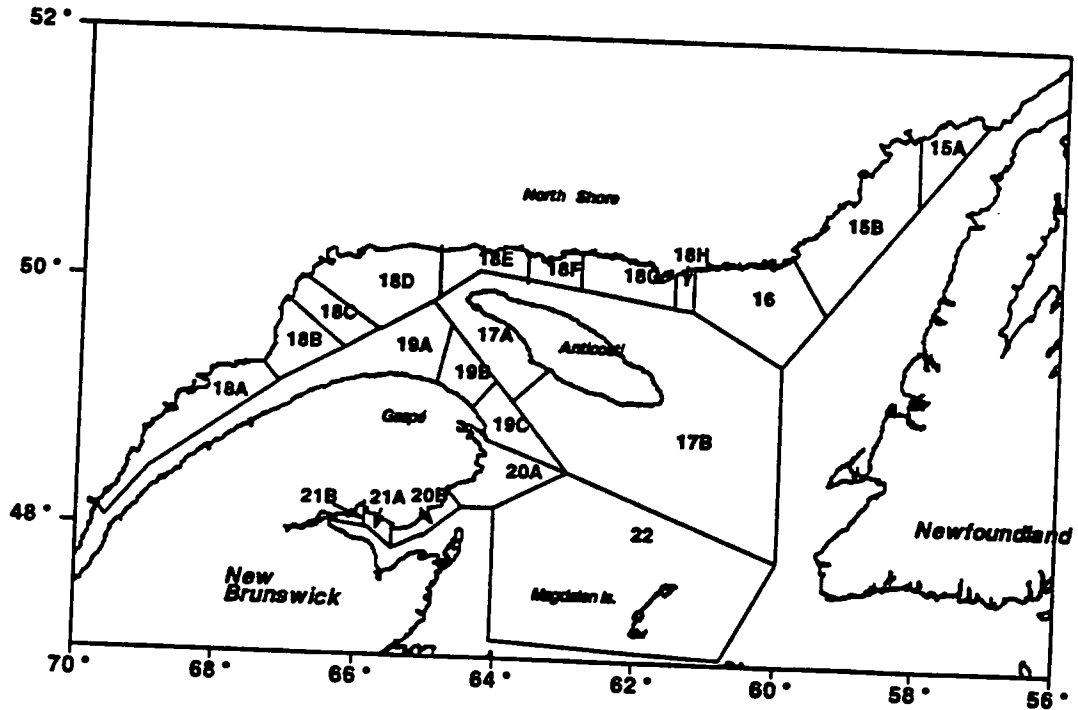 52°
15A
North Shore
15B
50°
18E
18F
18G
18H
18D
16
18C
18B
19A
17A
Anticosti
19B
18A
Gaspé
19C
17B
20A
48°
21B
21A
20B
22
Newfoundland
New
Brunswick
Magdalen Is.
70°
68°
66°
64°
62°
60°
58°
56°